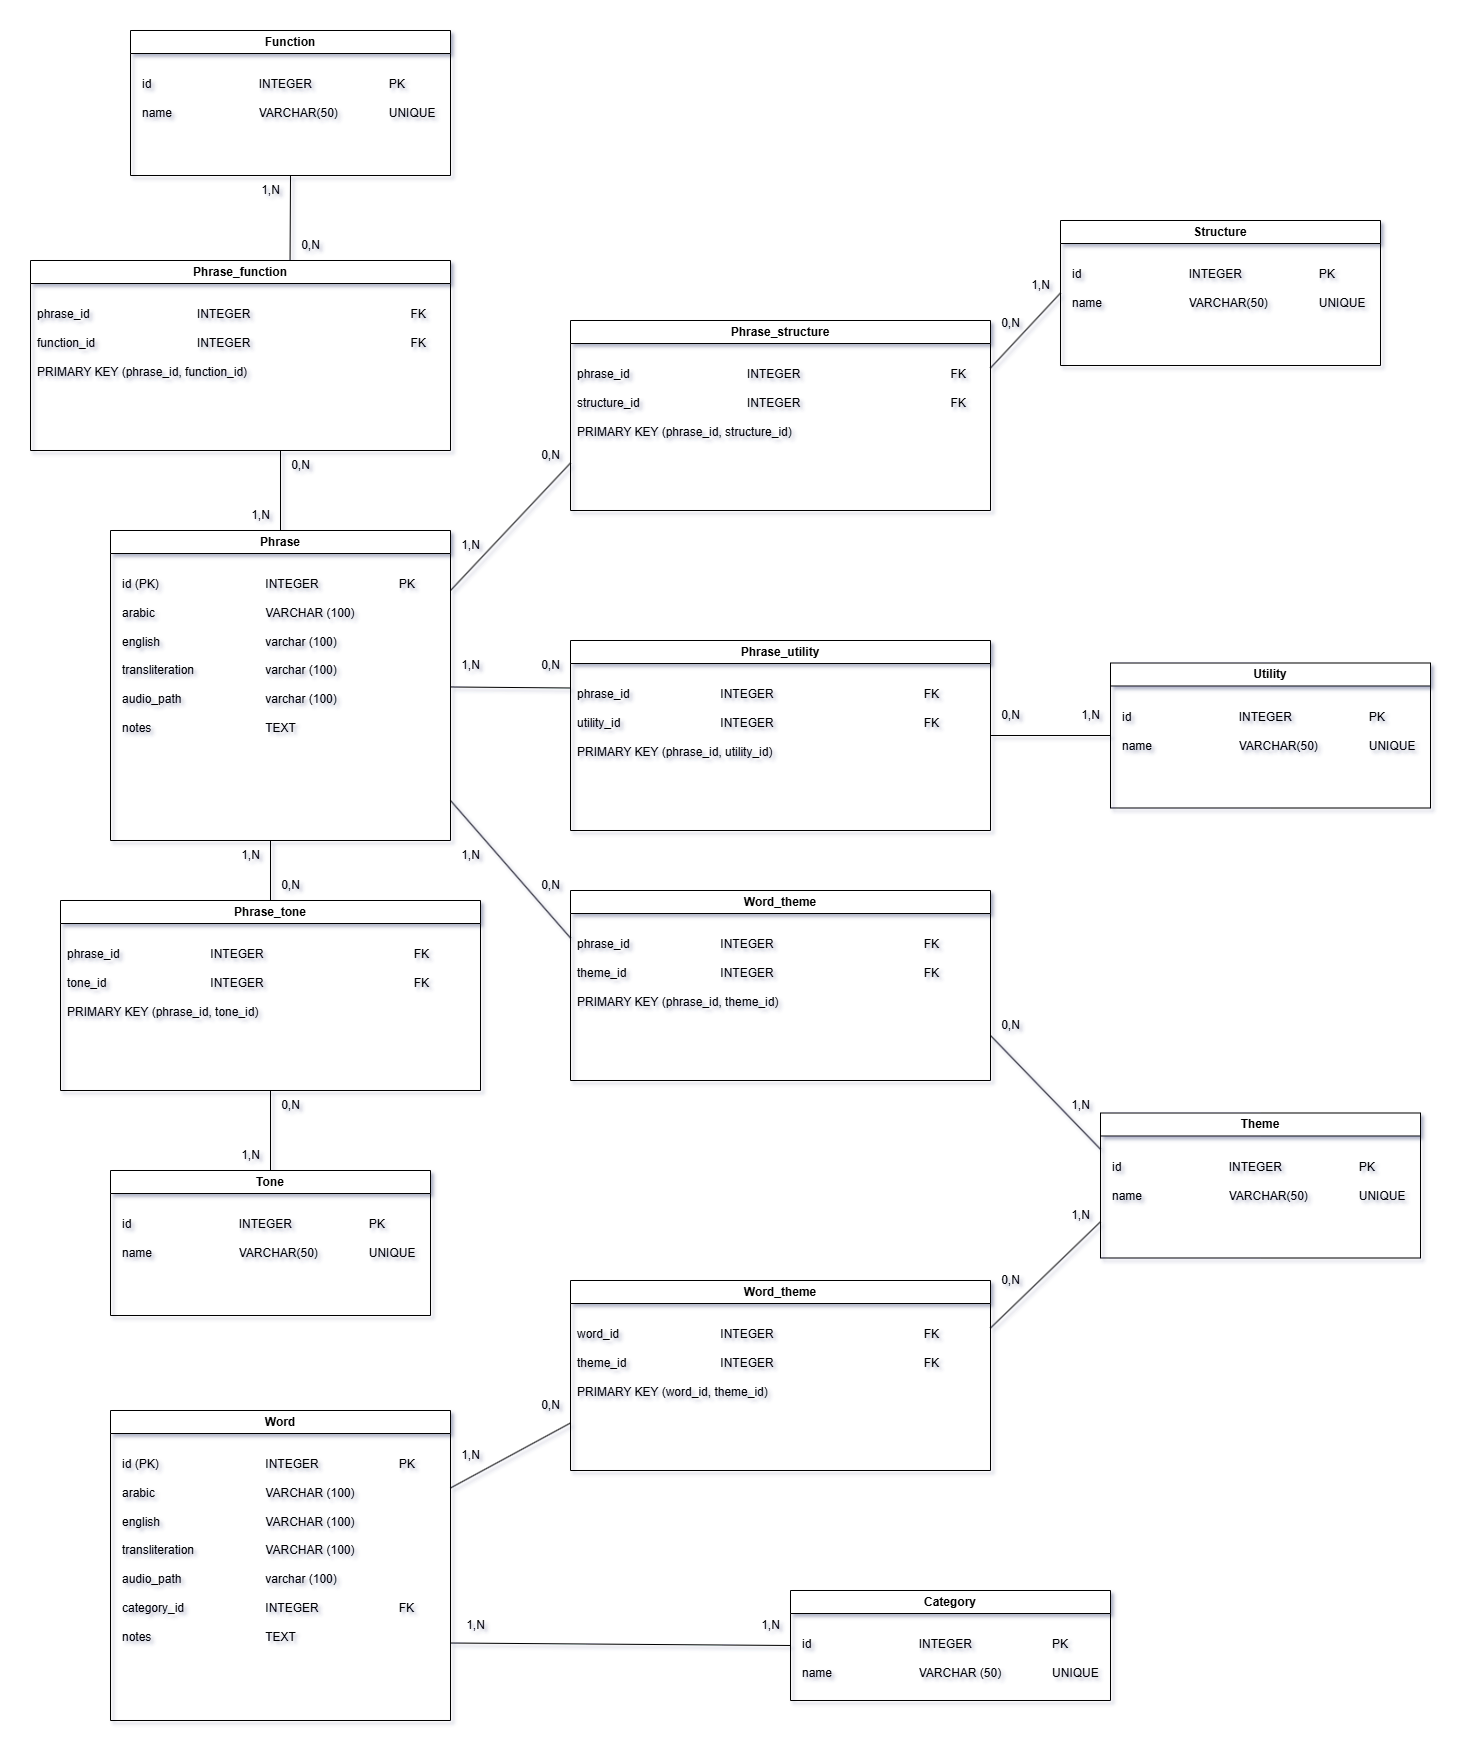 Function
id INTEGER PK
name VARCHAR(50) UNIQUE
1,N
0,N
Phrase_function
phrase_id INTEGER FK
function_id INTEGER FK
PRIMARY KEY (phrase_id, function_id)
0,N
1,N
Structure
id INTEGER PK
name VARCHAR(50) UNIQUE
1,N
0,N
Phrase_structure
phrase_id INTEGER FK
structure_id INTEGER FK
PRIMARY KEY (phrase_id, structure_id)
0,N
1,N
Phrase
id (PK) INTEGER PK
arabic VARCHAR (100)
english varchar (100)
transliteration varchar (100)
audio_path varchar (100)
notes TEXT
1,N 0,N
Phrase_utility
phrase_id INTEGER FK
utility_id INTEGER FK
PRIMARY KEY (phrase_id, utility_id)
0,N 1,N
Utility
id INTEGER PK
name VARCHAR(50) UNIQUE
1,N
0,N
1,N
0,N
Phrase_tone
phrase_id INTEGER FK
tone_id INTEGER FK
PRIMARY KEY (phrase_id, tone_id)
0,N
1,N
Word_theme
phrase_id INTEGER FK
theme_id INTEGER FK
PRIMARY KEY (phrase_id, theme_id)
0,N
1,N
Theme
id INTEGER PK
name VARCHAR(50) UNIQUE
1,N
0,N
Tone
id INTEGER PK
name VARCHAR(50) UNIQUE
Word_theme
word_id INTEGER FK
theme_id INTEGER FK
PRIMARY KEY (word_id, theme_id)
0,N
1,N
Word
id (PK) INTEGER PK
arabic VARCHAR (100)
english VARCHAR (100)
transliteration VARCHAR (100)
audio_path varchar (100)
category_id INTEGER FK
notes TEXT
1,N 1,N
Category
id INTEGER PK
name VARCHAR (50) UNIQUE